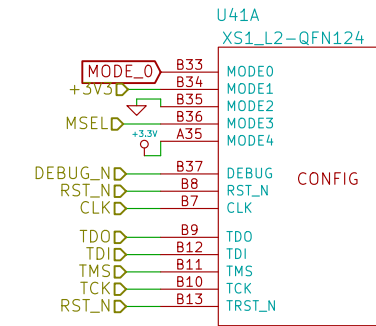 U41A
XS1_L2-QFN124
MODE_0 B33 MODE0
+3V3 B34 MODE1
B35 MODE2
MSEL B36 MODE3
+3.3V A35 MODE4
DEBUG_N B37 DEBUG
RST_N B8 RST_N
CONFIG
CLK B7 CLK
TDO B9 TDO
TDI B12 TDI
TMS B11 TMS
TCK B10 TCK
RST_N B13 TRST_N